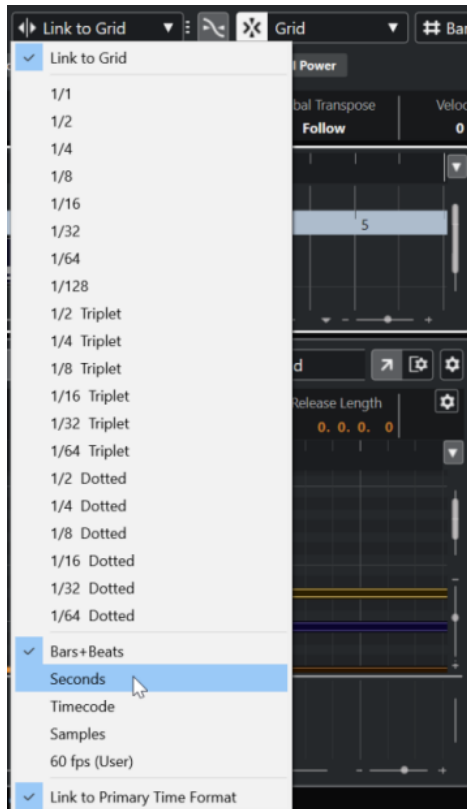 Link to Grid
Grid
Bar
Link to Grid
Power
1/1
1/2
bal Transpose
Veloc
Follow
0
1/4
1/8
1/16
1/32
5
1/64
1/128
1/2 Triplet
1/4 Triplet
1/8 Triplet
d
1/16 Triplet
Release Length
1/32 Triplet
0. 0. 0. 0
1/64 Triplet
1/2 Dotted
1/4 Dotted
1/8 Dotted
1/16 Dotted
1/32 Dotted
1/64 Dotted
Bars+Beats
Seconds
Timecode
Samples
60 fps (User)
Link to Primary Time Format